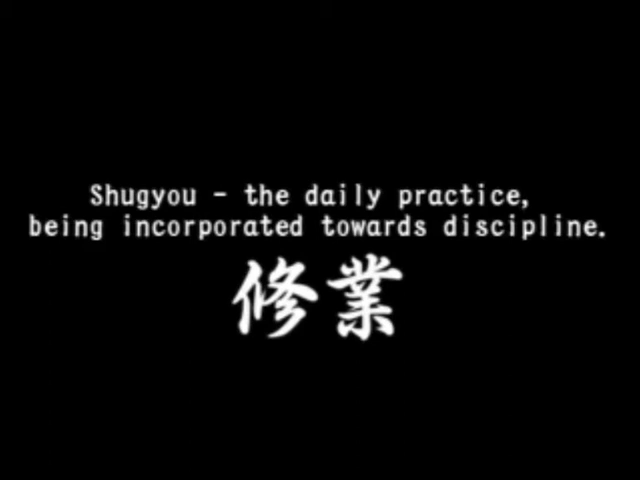 Shugyou - the daily practice,
being incorporated towards discipline.
修業